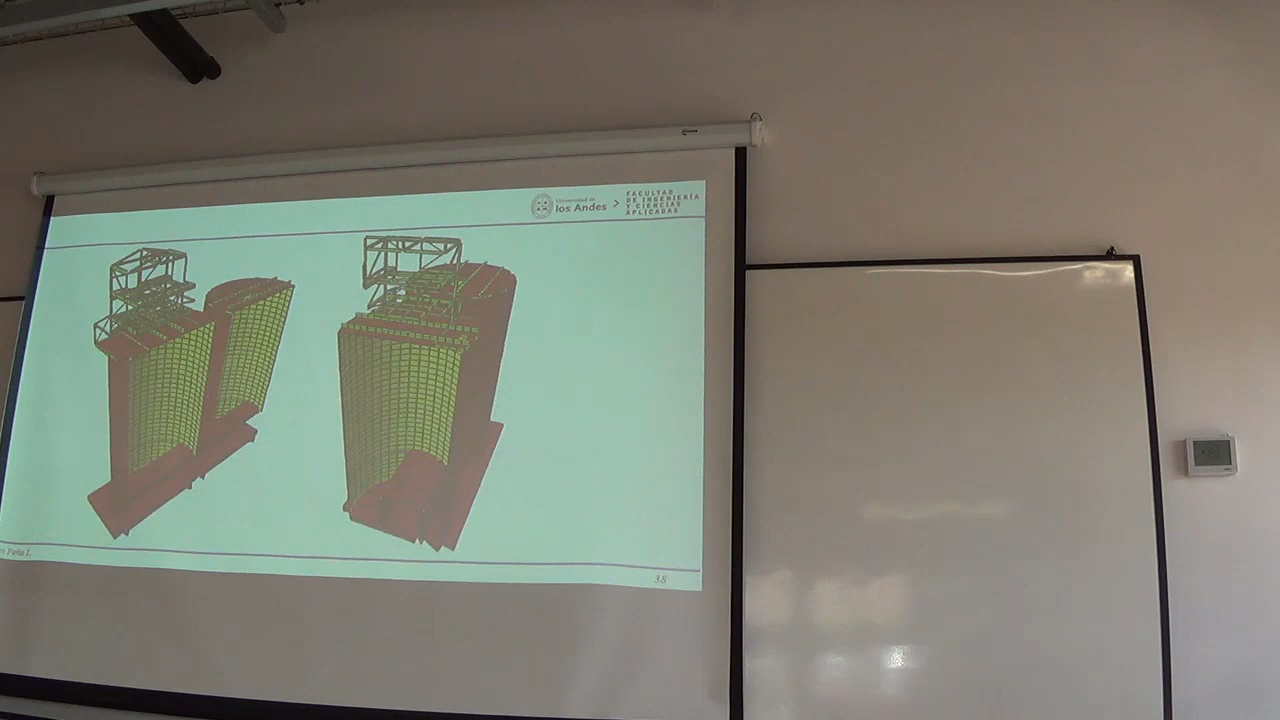 Universidad de
los Andes >
FACULTAD
DE INGENIERÍA
Y CIENCIAS
APLICADAS
L.
38